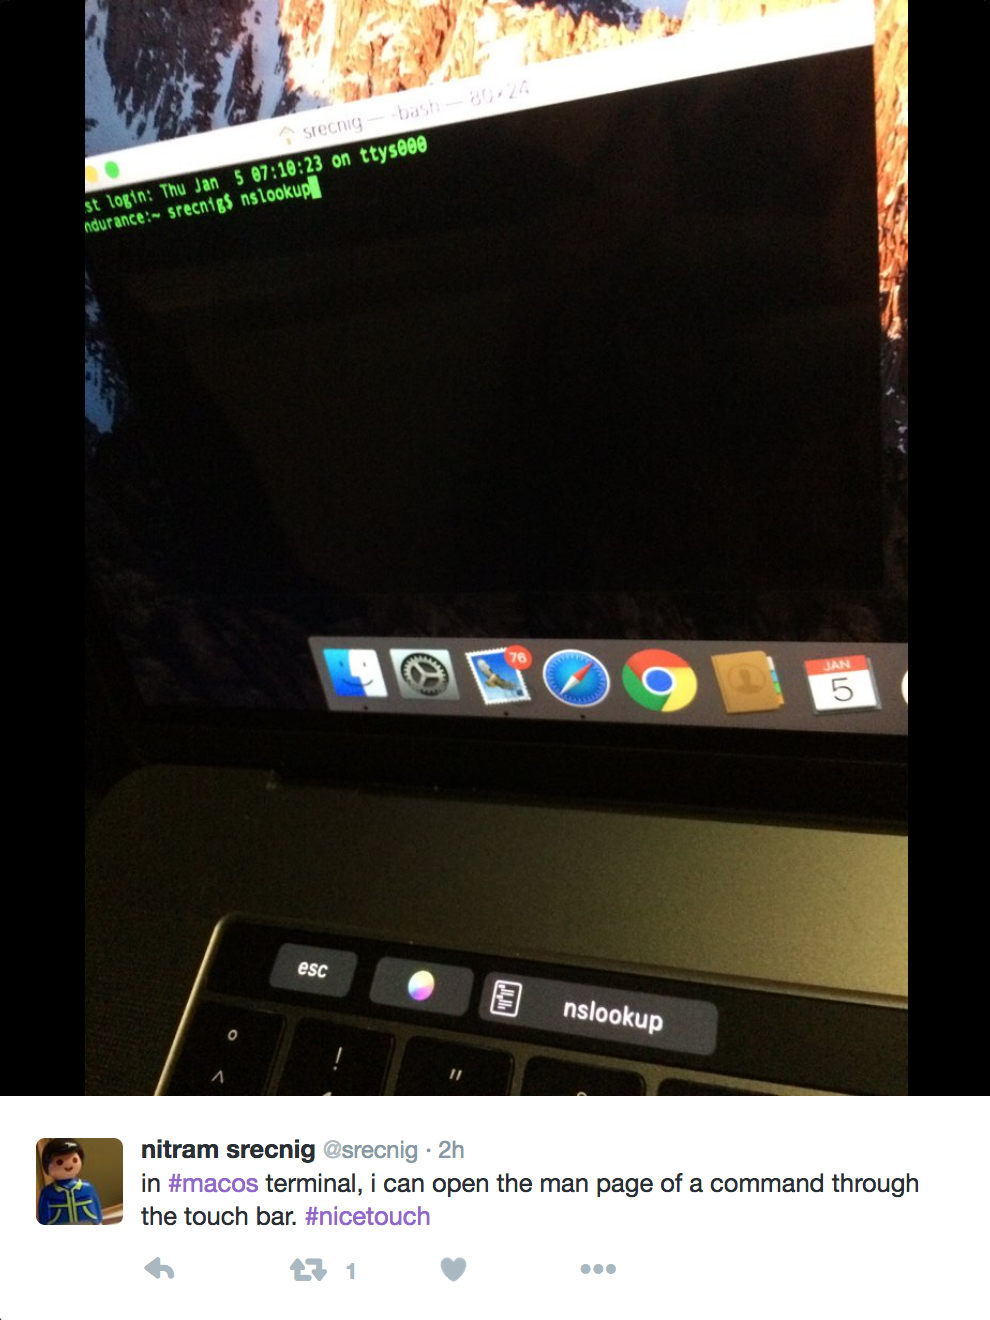 srecnig — -bash — 80×24
st login: Thu Jan  5 07:10:23 on ttys000
ndurance:~ srecnig$ nslookup
76
JAN
5
esc
nslookup
°
!
"
^
nitram srecnig @srecnig · 2h
in #macos terminal, i can open the man page of a command through
the touch bar. #nicetouch
1